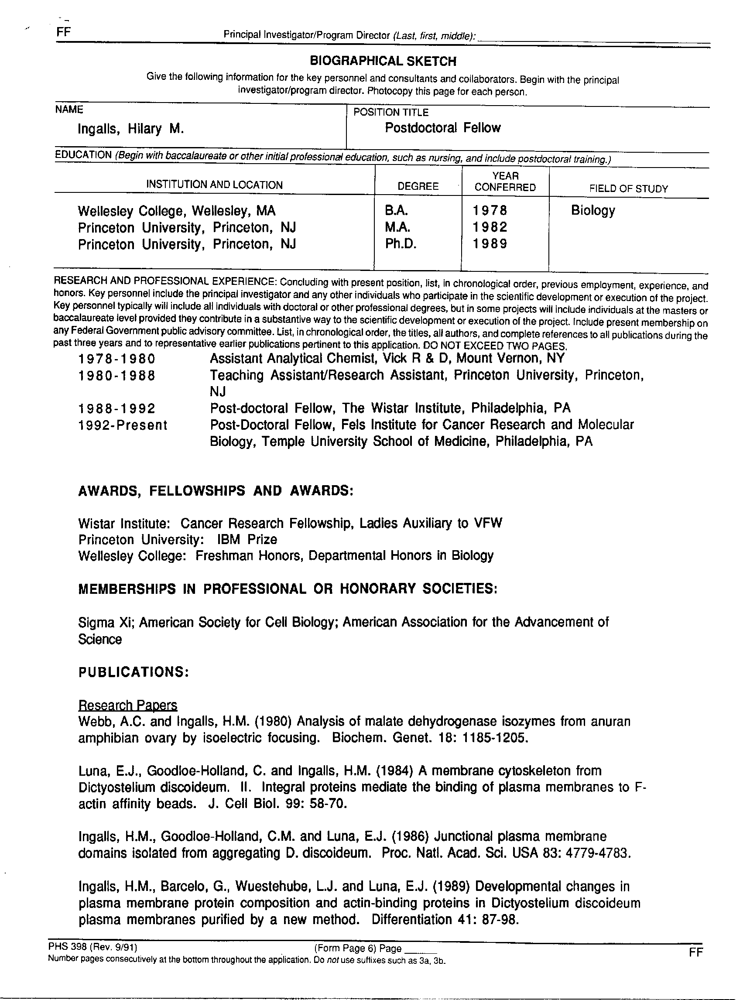 FF
Principal Investigator/Program Director (Last, first, middle):
BIOGRAPHICAL SKETCH
Give the following information for the key personnel and consultants and collaborators. Begin with the principal
investigator/program director. Photocopy this page for each person.
NAME
POSITION TITLE
Ingalls, Hilary M.
Postdoctoral Fellow
EDUCATION (Begin with baccalaureate or other initial professional education, such as nursing, and include postdoctoral training.)
INSTITUTION AND LOCATION DEGREE YEAR CONFERRED FIELD OF STUDY
Wellesley College, Wellesley, MA B.A. 1978 Biology
Princeton University, Princeton, NJ M.A. 1982
Princeton University, Princeton, NJ Ph.D. 1989
RESEARCH AND PROFESSIONAL EXPERIENCE: Concluding with present position, list, in chronological order, previous employment, experience, and
honors. Key personnel include the principal investigator and any other individuals who participate in the scientific development or execution of the project.
Key personnel typically will include all individuals with doctoral or other professional degrees, but in some projects will include individuals at the masters or
baccalaureate level provided they contribute in a substantive way to the scientific development or execution of the project. Include present membership on
any Federal Government public advisory committee. List, in chronological order, the titles, all authors, and complete references to all publications during the
past three years and to representative earlier publications pertinent to this application. DO NOT EXCEED TWO PAGES.
1978-1980 Assistant Analytical Chemist, Vick R & D, Mount Vernon, NY
1980-1988 Teaching Assistant/Research Assistant, Princeton University, Princeton,
NJ
1988-1992 Post-doctoral Fellow, The Wistar Institute, Philadelphia, PA
1992-Present Post-Doctoral Fellow, Fels Institute for Cancer Research and Molecular
Biology, Temple University School of Medicine, Philadelphia, PA
AWARDS, FELLOWSHIPS AND AWARDS:
Wistar Institute: Cancer Research Fellowship, Ladies Auxiliary to VFW
Princeton University: IBM Prize
Wellesley College: Freshman Honors, Departmental Honors in Biology
MEMBERSHIPS IN PROFESSIONAL OR HONORARY SOCIETIES:
Sigma Xi; American Society for Cell Biology; American Association for the Advancement of
Science
PUBLICATIONS:
Research Papers
Webb, A.C. and Ingalls, H.M. (1980) Analysis of malate dehydrogenase isozymes from anuran
amphibian ovary by isoelectric focusing. Biochem. Genet. 18: 1185-1205.
Luna, E.J., Goodloe-Holland, C. and Ingalls, H.M. (1984) A membrane cytoskeleton from
Dictyostelium discoideum. II. Integral proteins mediate the binding of plasma membranes to F-
actin affinity beads. J. Cell Biol. 99: 58-70.
Ingalls, H.M., Goodloe-Holland, C.M. and Luna, E.J. (1986) Junctional plasma membrane
domains isolated from aggregating D. discoideum. Proc. Natl. Acad. Sci. USA 83: 4779-4783.
Ingalls, H.M., Barcelo, G., Wuestehube, L.J. and Luna, E.J. (1989) Developmental changes in
plasma membrane protein composition and actin-binding proteins in Dictyostelium discoideum
plasma membranes purified by a new method. Differentiation 41: 87-98.
PHS 398 (Rev. 9/91) (Form Page 6) Page
FF
Number pages consecutively at the bottom throughout the application. Do not use suffixes such as 3a, 3b.